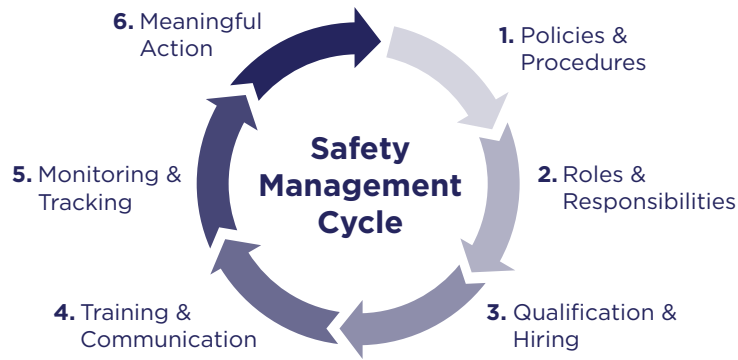 Safety
Management
Cycle
1. Policies &
Procedures
2. Roles &
Responsibilities
3. Qualification &
Hiring
4. Training &
Communication
5. Monitoring &
Tracking
6. Meaningful
Action